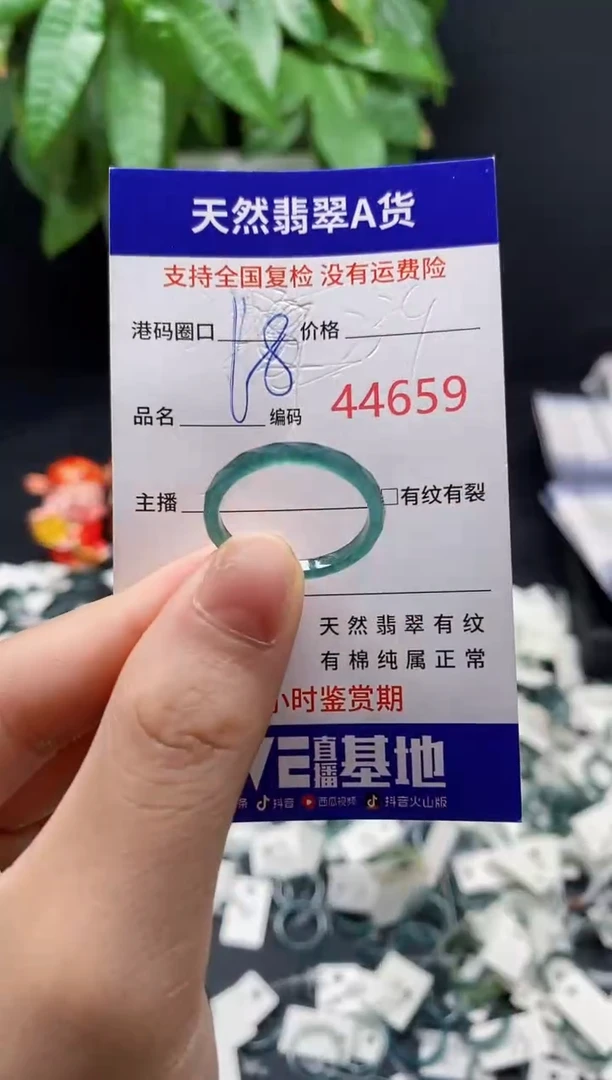 天然翡翠A货
支持全国复检 没有运费险
港码圈口 18 价格
品名 编码 44659
主播 □有纹有裂
天然翡翠有纹
有棉纯属正常
小时鉴赏期
VE直播基地
条 抖音 西瓜视频 抖音火山版